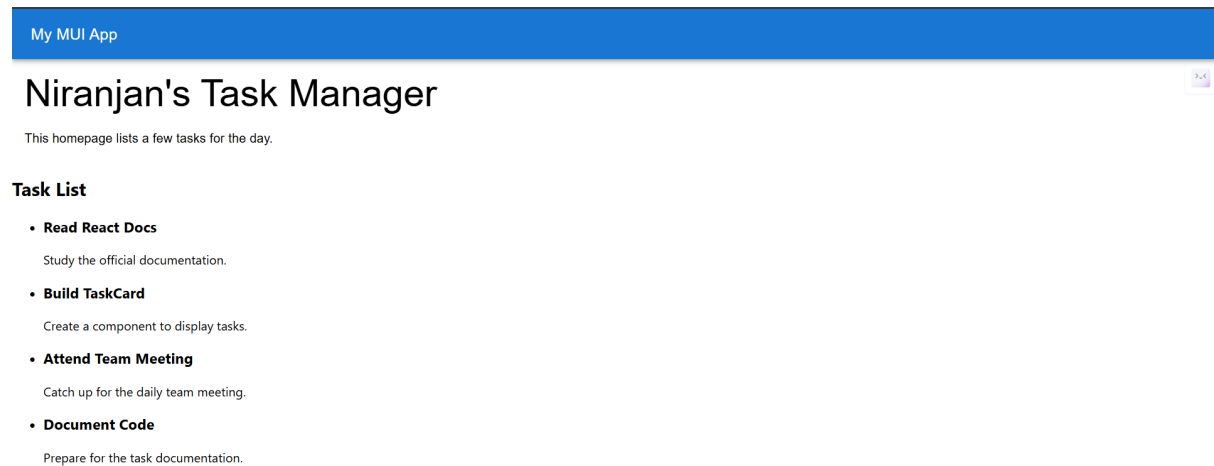 My MUI App
Niranjan's Task Manager
This homepage lists a few tasks for the day.
Task List
• Read React Docs
Study the official documentation.
• Build TaskCard
Create a component to display tasks.
• Attend Team Meeting
Catch up for the daily team meeting.
• Document Code
Prepare for the task documentation.